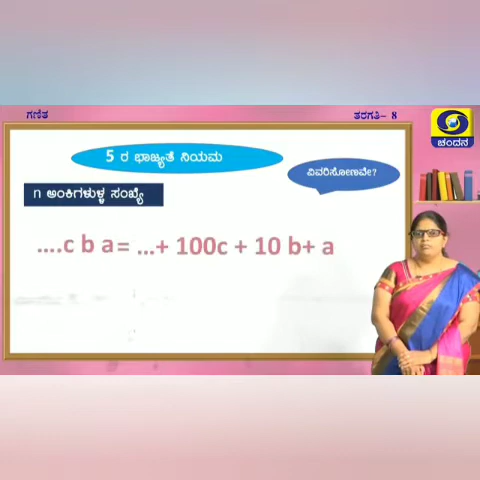 ಗಣಿತ
ತರಗತಿ– 8
ಚಂದನ
5 ರ ಭಾಜ್ಯತೆ ನಿಯಮ
ವಿವರಿಸೋಣವೇ?
n ಅಂಕಿಗಳುಳ್ಳ ಸಂಖ್ಯೆ
....c b a = ...+ 100c + 10 b+ a